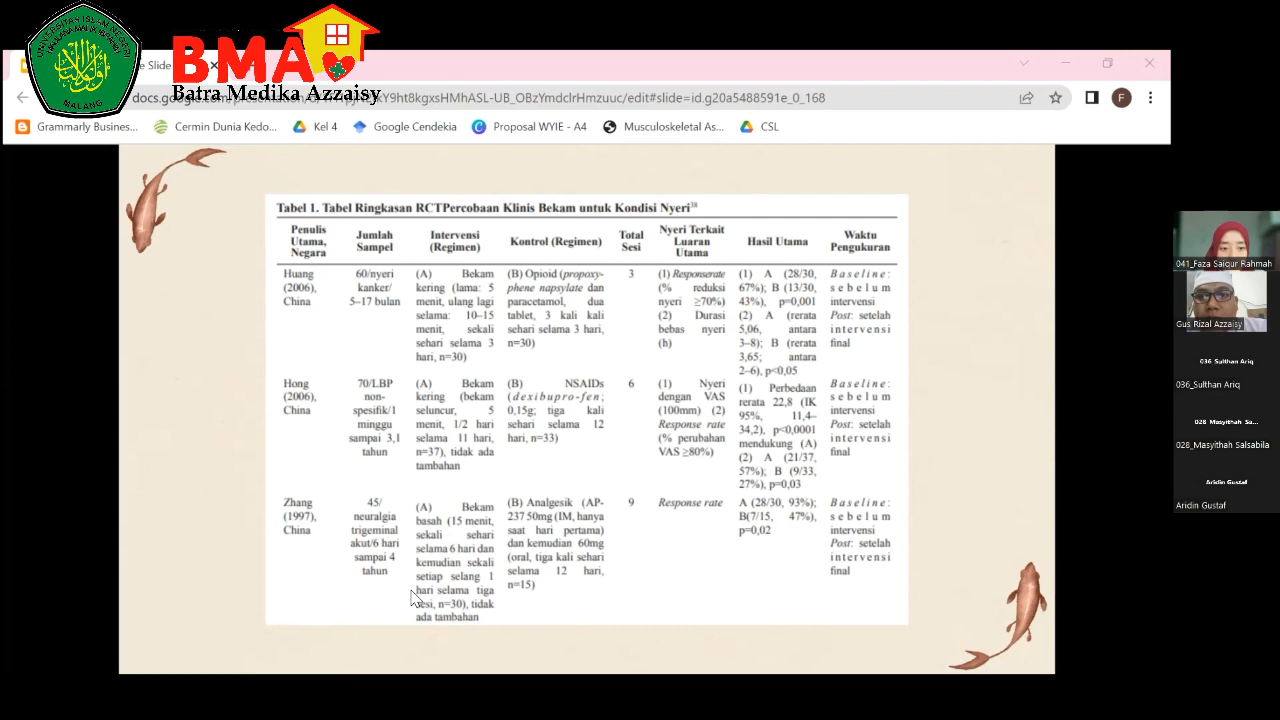 UNIVERSITAS ISLAM NEGERI
MALANG
BMA
Batra Medika Azzaisy
e Slide
Grammarly Busines...
Cermin Dunia Kedo...
Kel 4
Google Cendekia
Proposal WYIE - A4
Musculoskeletal As...
CSL
F
Tabel 1. Tabel Ringkasan RCTPercobaan Klinis Bekam untuk Kondisi Nyeri38
Penulis
Utama,
Negara
Jumlah
Sampel
Intervensi
(Regimen)
Kontrol (Regimen)
Total
Sesi
Nyeri Terkait
Luaran
Utama
Hasil Utama
Waktu
Pengukuran
Huang
(2006),
China
60/nyeri
kanker/
5–17 bulan
(A) Bekam
kering (lama: 5
menit, ulang lagi
selama: 10–15
menit, sekali
sehari selama 3
hari, n=30)
(B) Opioid (propoxy-
phene napsylate dan
paracetamol, dua
tablet, 3 kali kali
sehari selama 3 hari,
n=30)
3
(1) Responserate
(% reduksi
nyeri ≥70%)
(2) Durasi
bebas nyeri
(h)
(1) A (28/30,
67%); B (13/30,
43%), p=0,001
(2) A (rerata
5,06, antara
3–8); B (rerata
3,65; antara
2–6), p<0,05
Baseline:
sebelum
intervensi
Post: setelah
intervensi
final
Hong
(2006),
China
70/LBP
non-
spesifik/1
minggu
sampai 3,1
tahun
(A) Bekam
kering (bekam
seluncur, 5
menit, 1/2 hari
selama 11 hari,
n=37), tidak ada
tambahan
(B) NSAIDs
(dexibupro-fen;
0,15g; tiga kali
sehari selama 12
hari, n=33)
6
(1) Nyeri
dengan VAS
(100mm) (2)
Response rate
(% perubahan
VAS ≥80%)
(1) Perbedaan
rerata 22,8 (IK
95%, 11,4–
34,2), p<0,0001
mendukung (A)
(2) A (21/37,
57%); B (9/33,
27%), p=0,03
Baseline:
sebelum
intervensi
Post: setelah
intervensi
final
Zhang
(1997),
China
45/
neuralgia
trigeminal
akut/6 hari
sampai 4
tahun
(A) Bekam
basah (15 menit,
sekali sehari
selama 6 hari dan
kemudian sekali
setiap selang 1
hari selama tiga
sesi, n=30), tidak
ada tambahan
(B) Analgesik (AP-
237 50mg (IM, hanya
saat hari pertama)
dan kemudian 60mg
(oral, tiga kali sehari
selama 12 hari,
n=15)
9
Response rate
A (28/30, 93%);
B(7/15, 47%),
p=0,02
Baseline:
sebelum
intervensi
Post: setelah
intervensi
final
041_Faza Saiqur Rahmah
Gus Rizal Azzaisy
036_Sulthan Ariq
036_Sulthan Ariq
028_Masyithah Sa...
028_Masyithah Salsabila
Aridin Gustaf
Aridin Gustaf